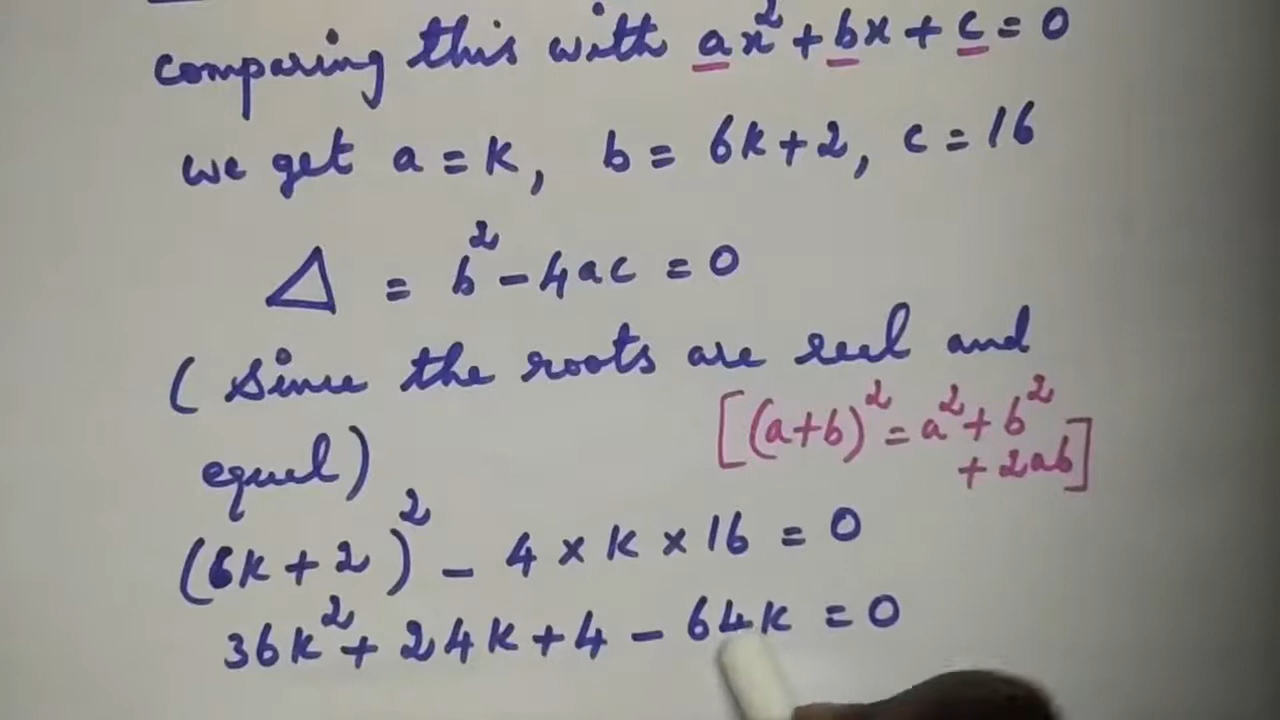 comparing this with ax²+bx+c=0
we get a=k, b=6k+2, c=16
Δ = b²-4ac=0
(Since the roots are real and
equal)
[(a+b)²=a²+b²
+2ab]
(6k+2)²-4×k×16=0
36k²+24k+4-64k=0